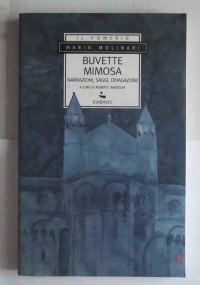 IL POMERIO
MARIO MOLINARI
BUVETTE
MIMOSA
NARRAZIONI, SAGGI, DIVAGAZIONI
A CURA DI ROBERTO BARBOLINI
DIABASIS